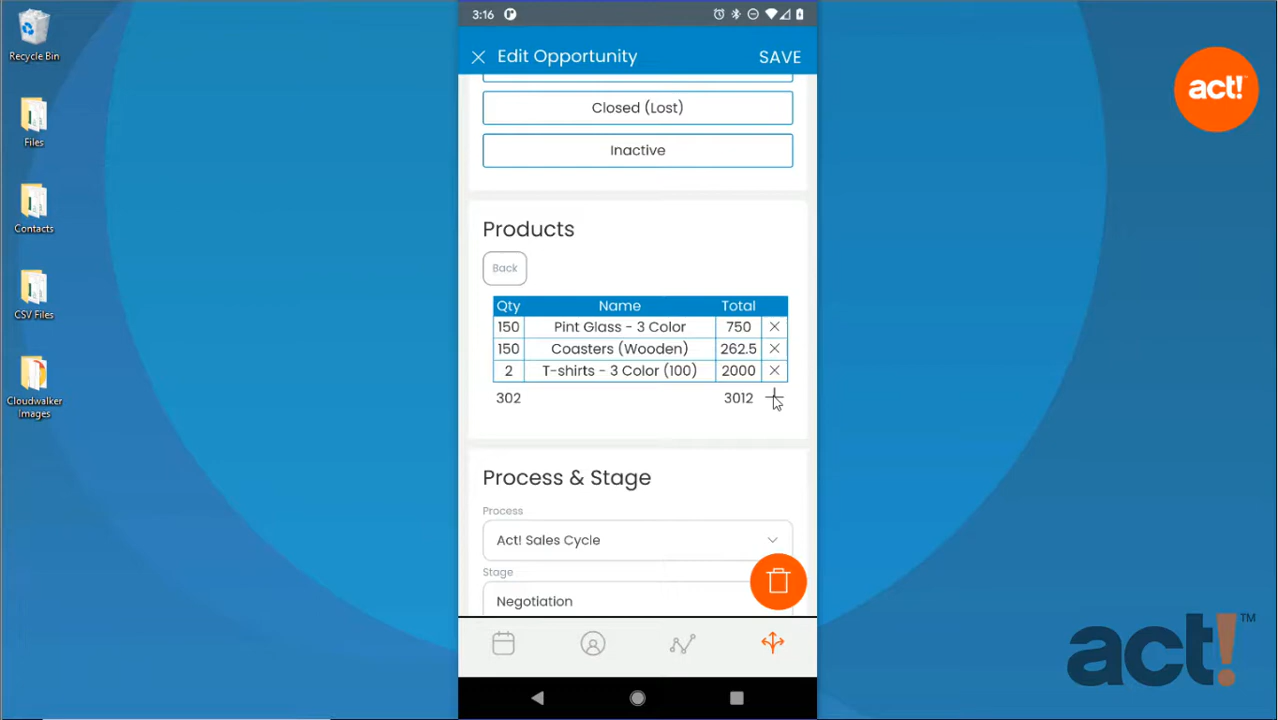 3:16
Recycle Bin
Files
Contacts
CSV Files
Cloudwalker
Images
Edit Opportunity SAVE
Closed (Lost)
Inactive
Products
Back
Qty Name Total
150 Pint Glass - 3 Color 750
150 Coasters (Wooden) 262.5
2 T-shirts - 3 Color (100) 2000
302 3012
Process & Stage
Process
Act! Sales Cycle
Stage
Negotiation
act!
act!™